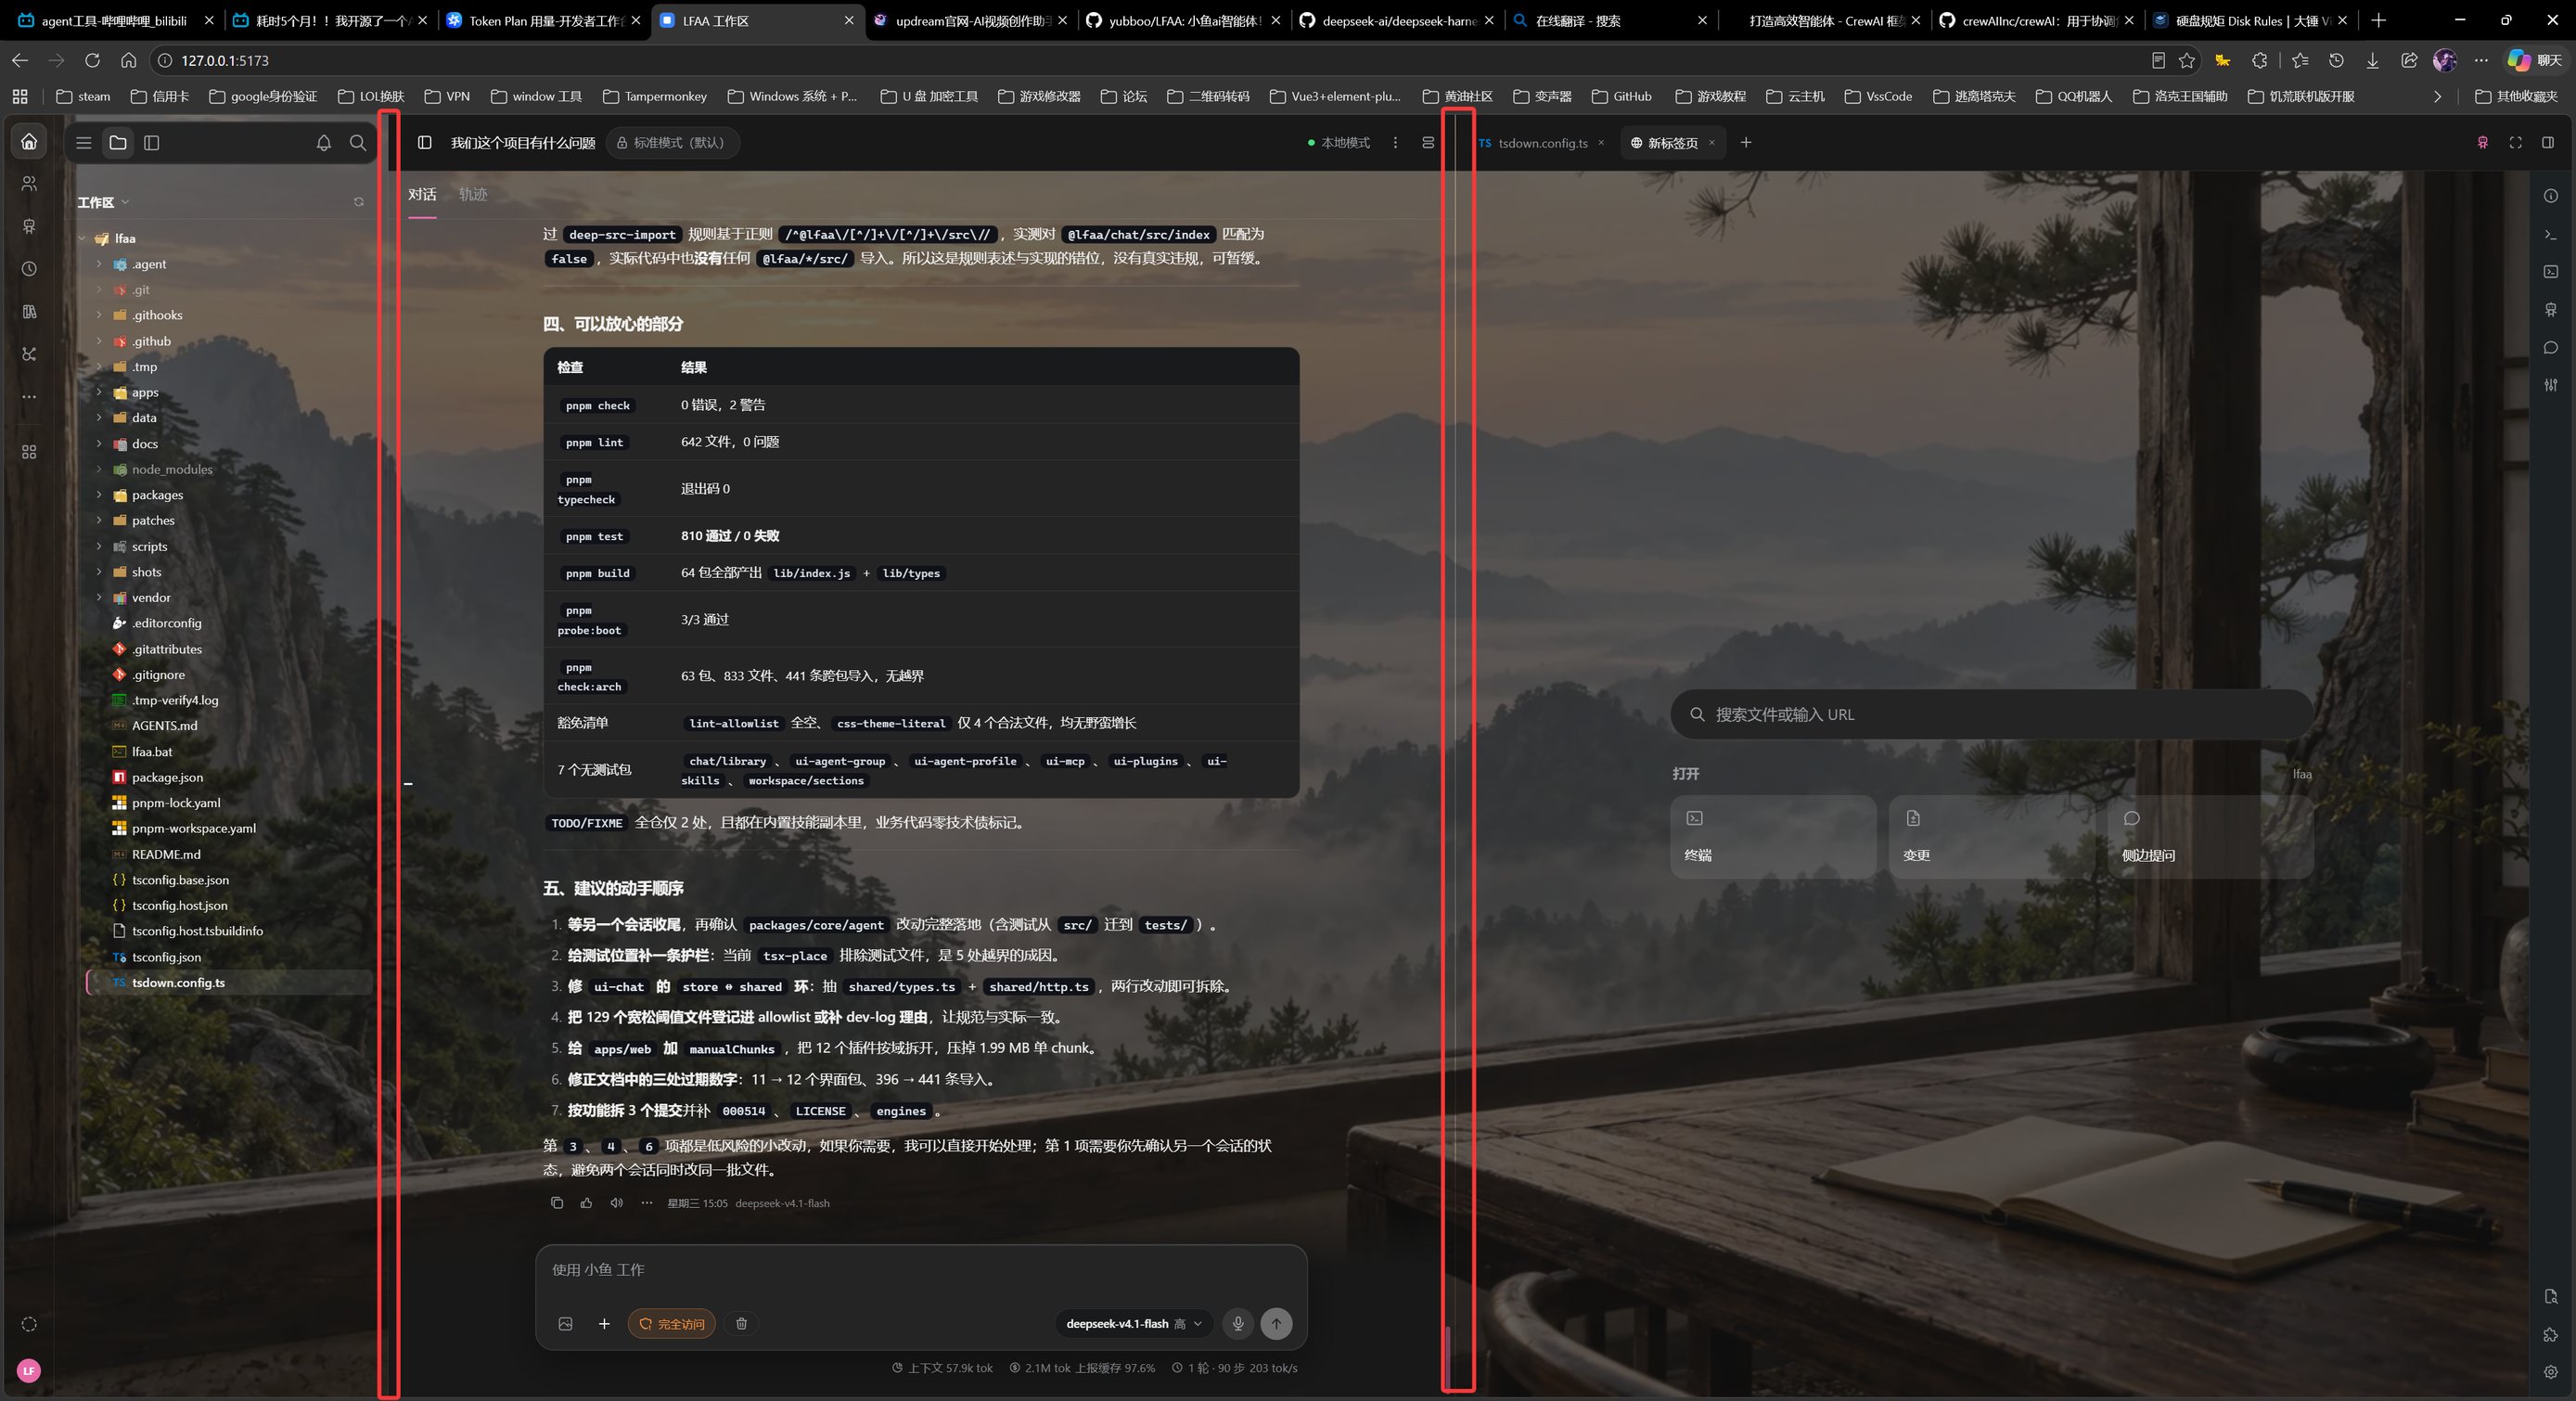 agent工具-哔哩哔哩_bilibili
耗时5个月！！我开源了一个A
Token Plan 用量-开发者工作台
LFAA 工作区
updream官网-AI视频创作助手
yubboo/LFAA: 小鱼ai智能体！
deepseek-ai/deepseek-harne
在线翻译 - 搜索
打造高效智能体 - CrewAI 框架
crewAIInc/crewAI：用于协调
硬盘规矩 Disk Rules | 大锤 Vi
127.0.0.1:5173
聊天
steam
信用卡
google身份验证
LOL换肤
VPN
window 工具
Tampermonkey
Windows 系统 + P...
U 盘 加密工具
游戏修改器
论坛
二维码转码
Vue3+element-plu...
黄油社区
变声器
GitHub
游戏教程
云主机
VssCode
逃离塔克夫
QQ机器人
洛克王国辅助
饥荒联机版开服
其他收藏夹
我们这个项目有什么问题
标准模式（默认）
本地模式
TS tsdown.config.ts
新标签页
对话
轨迹
工作区
lfaa
.agent
.git
.githooks
.github
.tmp
apps
data
docs
node_modules
packages
patches
scripts
shots
vendor
.editorconfig
.gitattributes
.gitignore
.tmp-verify4.log
AGENTS.md
lfaa.bat
package.json
pnpm-lock.yaml
pnpm-workspace.yaml
README.md
tsconfig.base.json
tsconfig.host.json
tsconfig.host.tsbuildinfo
tsconfig.json
TS tsdown.config.ts
LF
过 deep-src-import 规则基于正则 /^@lfaa\/[^/]+\/[^/]+\/src\// ，实测对 @lfaa/chat/src/index 匹配为
false ，实际代码中也没有任何 @lfaa/*/src/ 导入。所以这是规则表述与实现的错位，没有真实违规，可暂缓。
四、可以放心的部分
检查 结果
pnpm check 0 错误，2 警告
pnpm lint 642 文件，0 问题
pnpm typecheck 退出码 0
pnpm test 810 通过 / 0 失败
pnpm build 64 包全部产出 lib/index.js + lib/types
pnpm probe:boot 3/3 通过
pnpm check:arch 63 包、833 文件、441 条跨包导入，无越界
豁免清单 lint-allowlist 全空、 css-theme-literal 仅 4 个合法文件，均无野蛮增长
7 个无测试包 chat/library 、 ui-agent-group 、 ui-agent-profile 、 ui-mcp 、 ui-plugins 、 ui-
skills 、 workspace/sections
TODO/FIXME 全仓仅 2 处，且都在内置技能副本里，业务代码零技术债标记。
五、建议的动手顺序
1. 等另一个会话收尾，再确认 packages/core/agent 改动完整落地（含测试从 src/ 迁到 tests/ ）。
2. 给测试位置补一条护栏：当前 tsx-place 排除测试文件，是 5 处越界的成因。
3. 修 ui-chat 的 store ↔ shared 环：抽 shared/types.ts + shared/http.ts ，两行改动即可拆除。
4. 把 129 个宽松阈值文件登记进 allowlist 或补 dev-log 理由，让规范与实际一致。
5. 给 apps/web 加 manualChunks ，把 12 个插件按域拆开，压掉 1.99 MB 单 chunk。
6. 修正文档中的三处过期数字：11 → 12 个界面包、396 → 441 条导入。
7. 按功能拆 3 个提交并补 000514 、 LICENSE 、 engines 。
第 3 、 4 、 6 项都是低风险的小改动，如果你需要，我可以直接开始处理；第 1 项需要你先确认另一个会话的状
态，避免两个会话同时改同一批文件。
星期三 15:05 deepseek-v4.1-flash
使用 小鱼 工作
完全访问
deepseek-v4.1-flash 高
上下文 57.9k tok
2.1M tok 上报缓存 97.6%
1 轮 · 90 步 203 tok/s
搜索文件或输入 URL
打开
lfaa
终端
变更
侧边提问